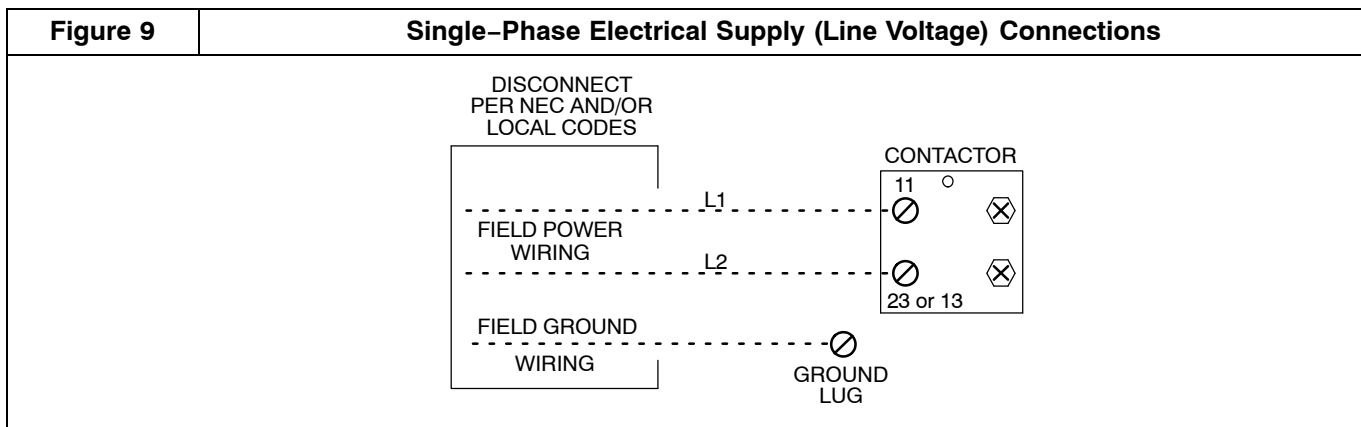 Figure 9
Single−Phase Electrical Supply (Line Voltage) Connections
DISCONNECT
PER NEC AND/OR
LOCAL CODES
CONTACTOR
11
L1
FIELD POWER
WIRING
L2
23 or 13
FIELD GROUND
WIRING
GROUND
LUG